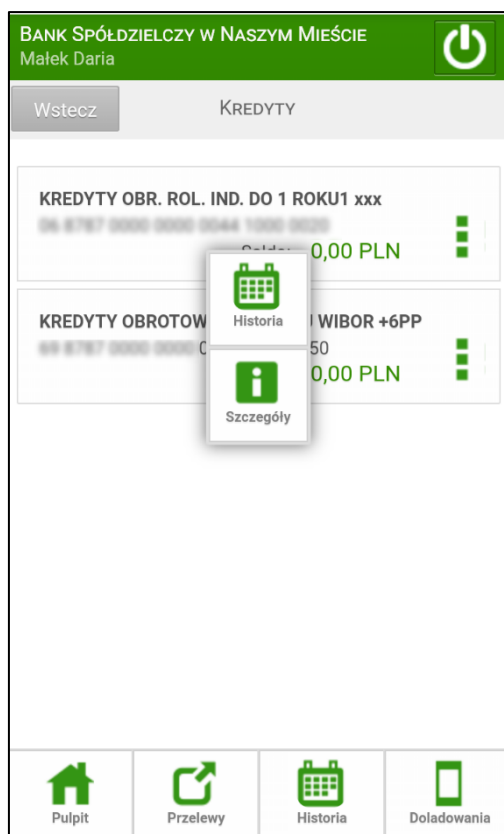 BANK SPÓŁDZIELCZY W NASZYM MIEŚCIE
Małek Daria
Wstecz
KREDYTY
KREDYTY OBR. ROL. IND. DO 1 ROKU1 xxx
0,00 PLN
KREDYTY OBROTOW WIBOR +6PP
50
0,00 PLN
Historia
Szczegóły
Pulpit
Przelewy
Historia
Doladowania